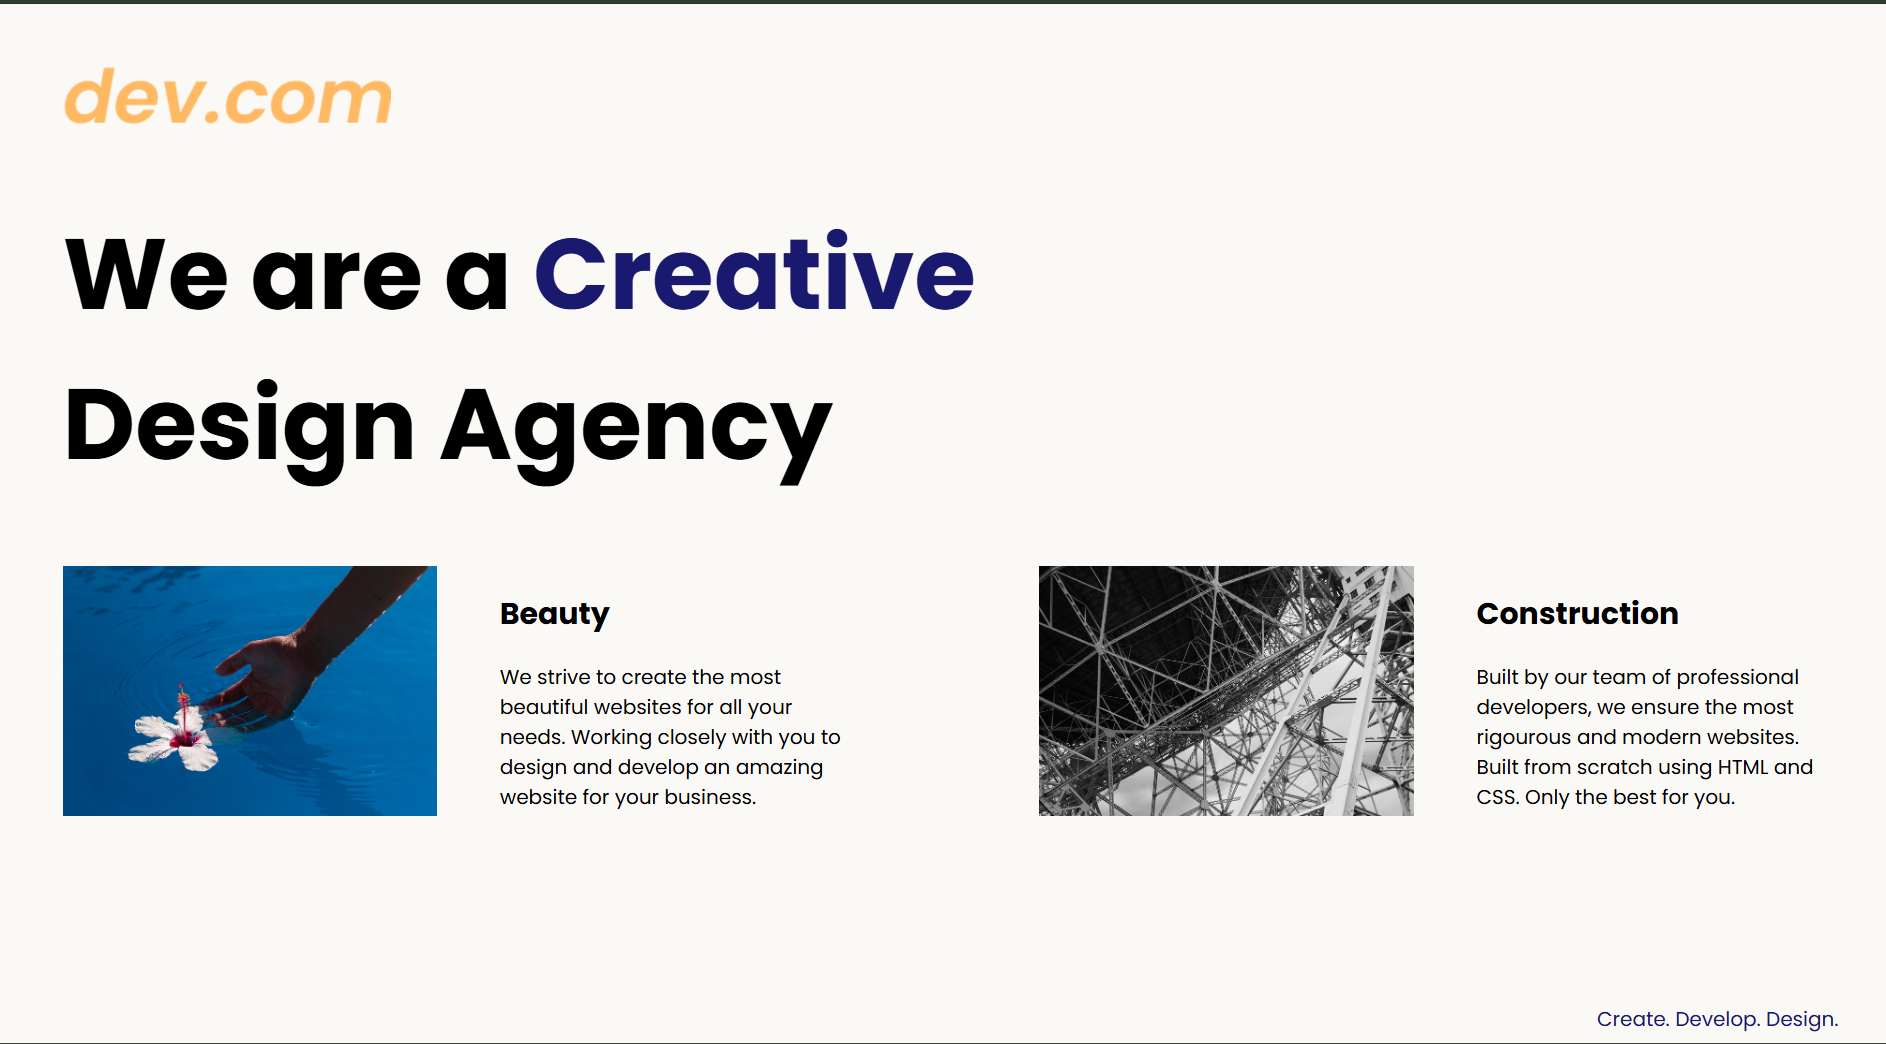 dev.com
We are a Creative
Design Agency
Beauty
We strive to create the most
beautiful websites for all your
needs. Working closely with you to
design and develop an amazing
website for your business.
Construction
Built by our team of professional
developers, we ensure the most
rigourous and modern websites.
Built from scratch using HTML and
CSS. Only the best for you.
Create. Develop. Design.